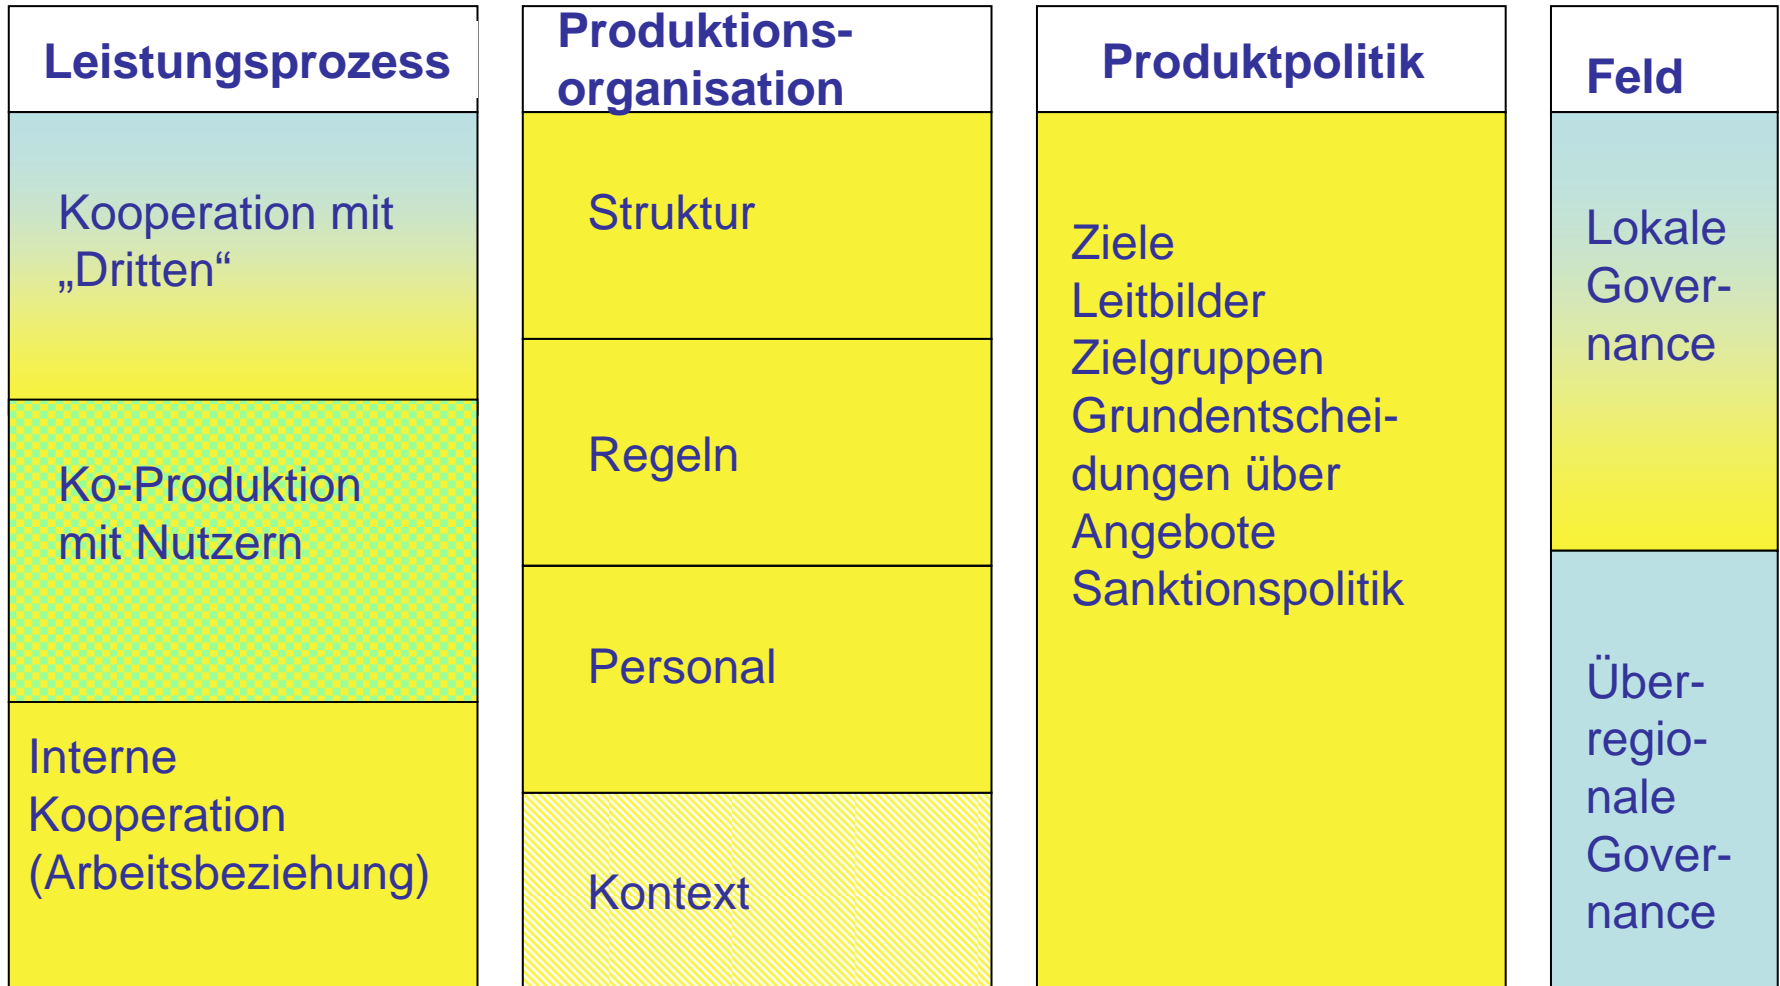 Leistungsprozess
Kooperation mit
„Dritten“
Ko-Produktion
mit Nutzern
Interne
Kooperation
(Arbeitsbeziehung)
Produktions-
organisation
Struktur
Regeln
Personal
Kontext
Produktpolitik
Ziele
Leitbilder
Zielgruppen
Grundentschei-
dungen über
Angebote
Sanktionspolitik
Feld
Lokale
Gover-
nance
Über-
regio-
nale
Gover-
nance